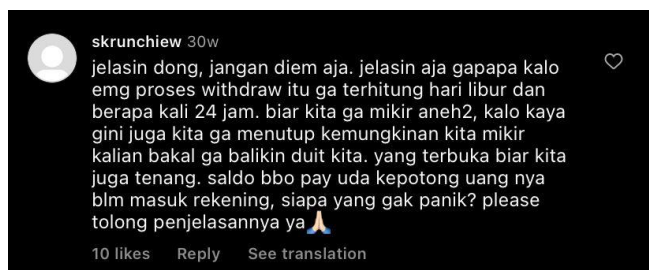 skrunchiew 30w
jelasin dong, jangan diem aja. jelasin aja gapapa kalo
emg proses withdraw itu ga terhitung hari libur dan
berapa kali 24 jam. biar kita ga mikir aneh2, kalo kaya
gini juga kita ga menutup kemungkinan kita mikir
kalian bakal ga balikin duit kita. yang terbuka biar kita
juga tenang. saldo bbo pay uda kepotong uang nya
blm masuk rekening, siapa yang gak panik? please
tolong penjelasannya ya🙏🏻
10 likes Reply See translation